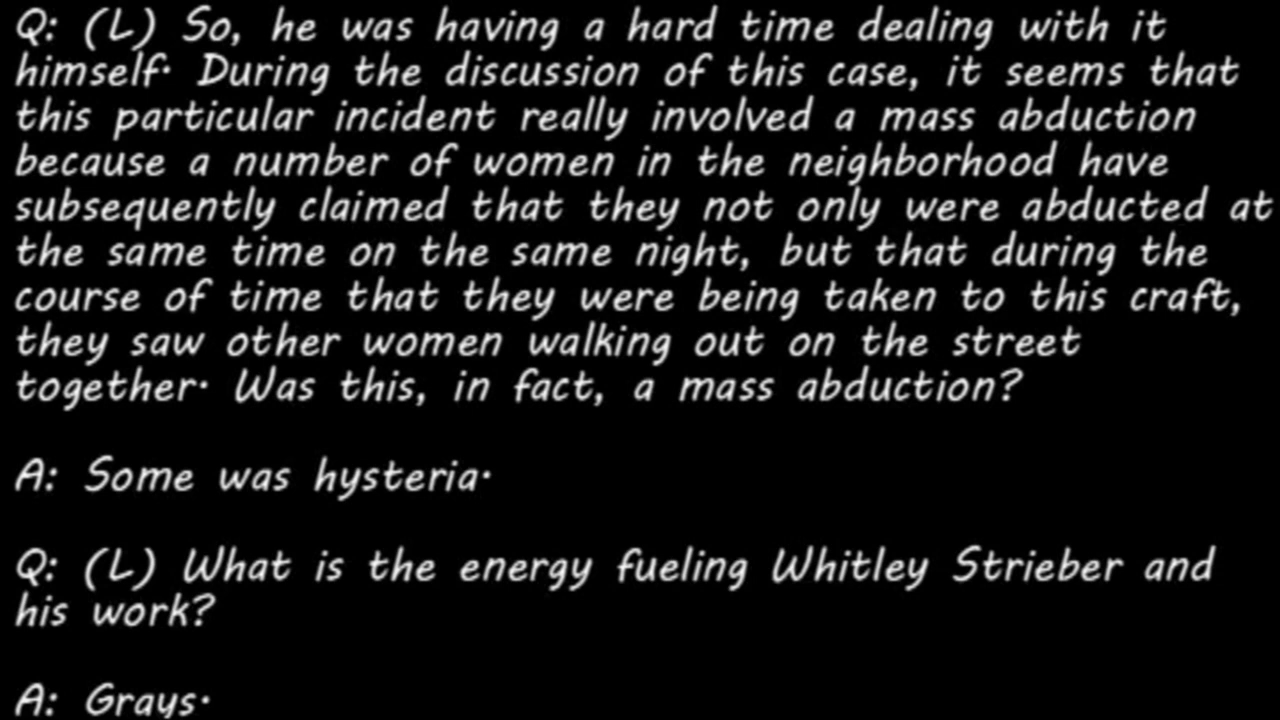 Q: (L) So, he was having a hard time dealing with it
himself. During the discussion of this case, it seems that
this particular incident really involved a mass abduction
because a number of women in the neighborhood have
subsequently claimed that they not only were abducted at
the same time on the same night, but that during the
course of time that they were being taken to this craft,
they saw other women walking out on the street
together. Was this, in fact, a mass abduction?
A: Some was hysteria.
Q: (L) What is the energy fueling Whitley Strieber and
his work?
A: Grays.